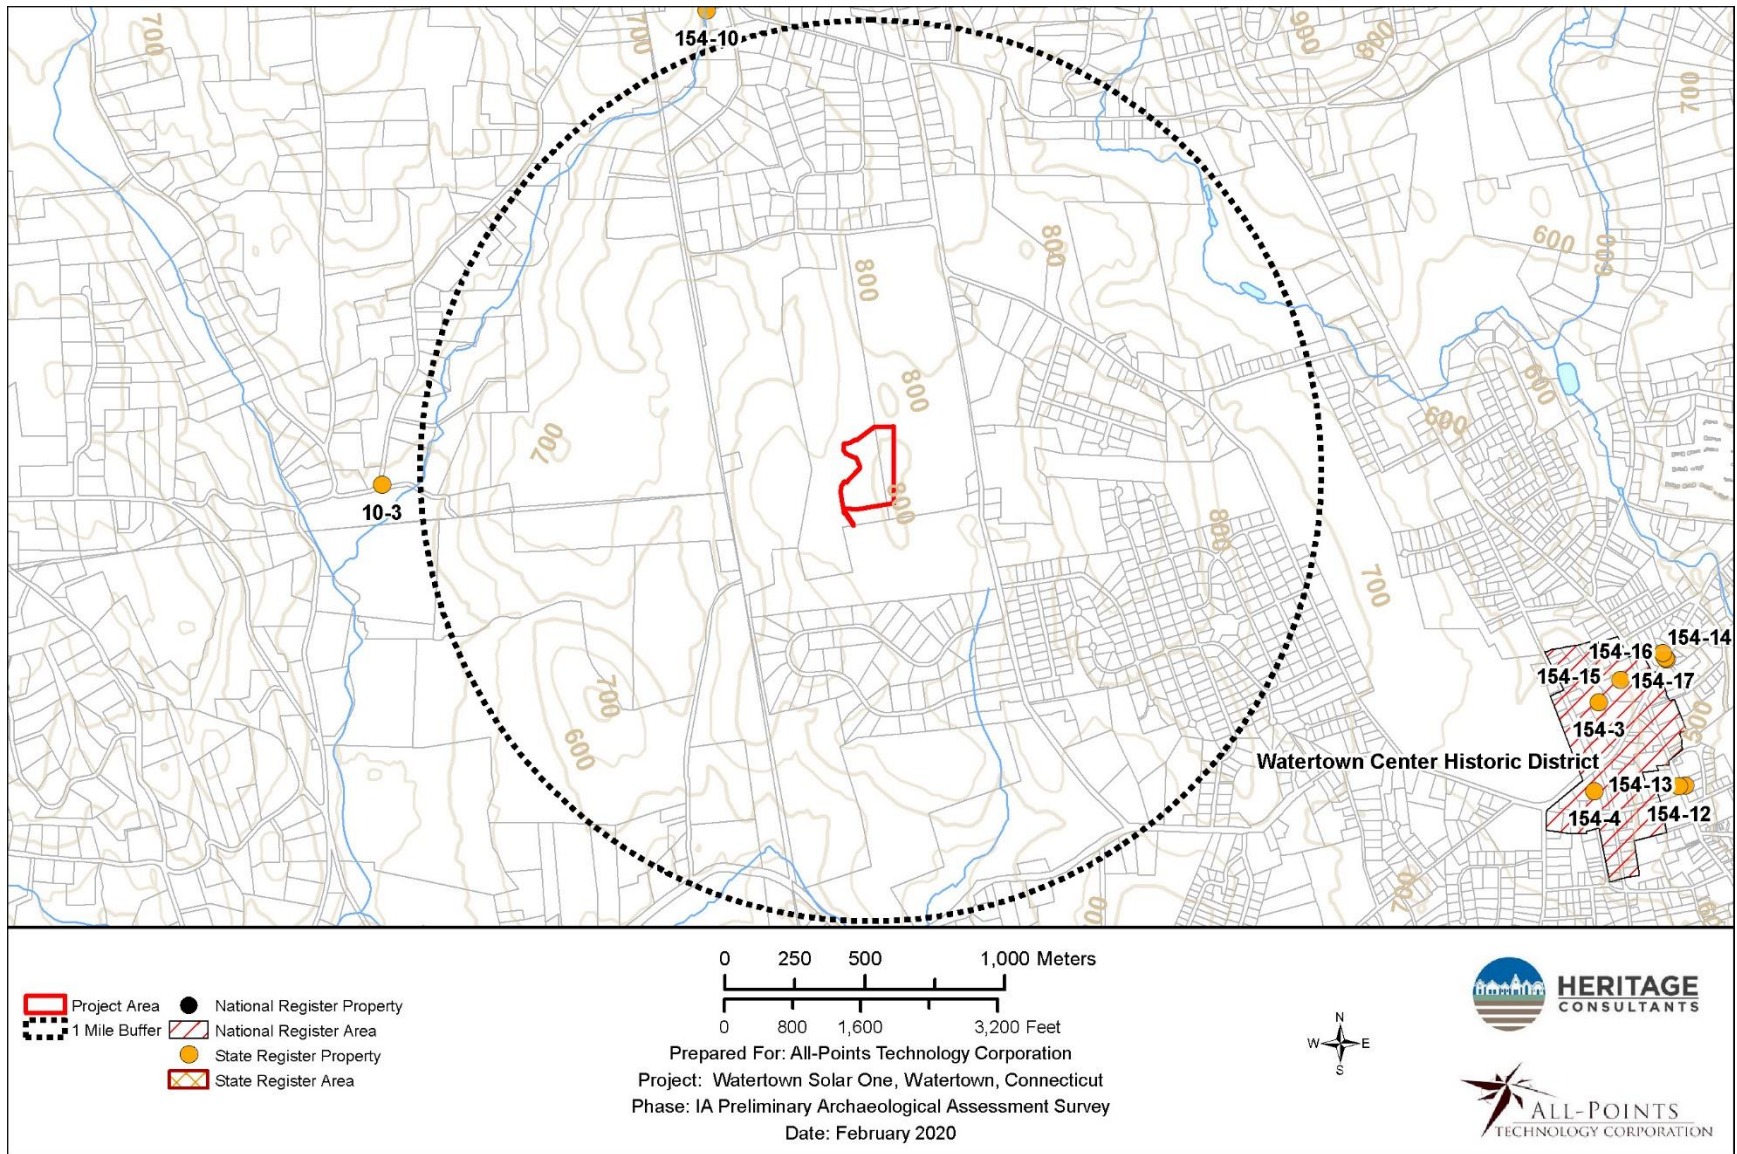 700
700
154-10
900
800
700
800
600
600
800
800
700
600
600
10-3
800
800
700
700
600
154-14
154-16
154-15
154-17
154-3
Watertown Center Historic District
154-13
154-4
154-12
700
Project Area
1 Mile Buffer
National Register Property
National Register Area
State Register Property
State Register Area
0 250 500 1,000 Meters
0 800 1,600 3,200 Feet
Prepared For: All-Points Technology Corporation
Project: Watertown Solar One, Watertown, Connecticut
Phase: IA Preliminary Archaeological Assessment Survey
Date: February 2020
N
W E
S
HERITAGE
CONSULTANTS
ALL-POINTS
TECHNOLOGY CORPORATION